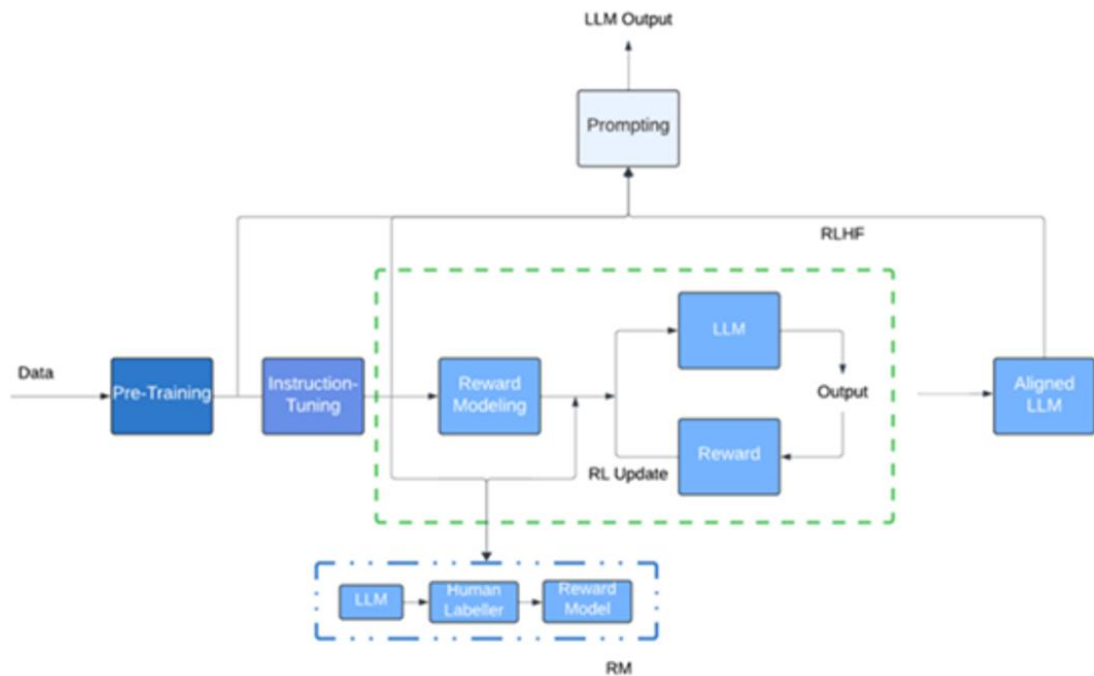 LLM Output
Prompting
RLHF
LLM
Data
Pre-Training
Instruction-
Tuning
Reward
Modeling
Output
Aligned
LLM
Reward
RL Update
LLM
Human
Labeller
Reward
Model
RM